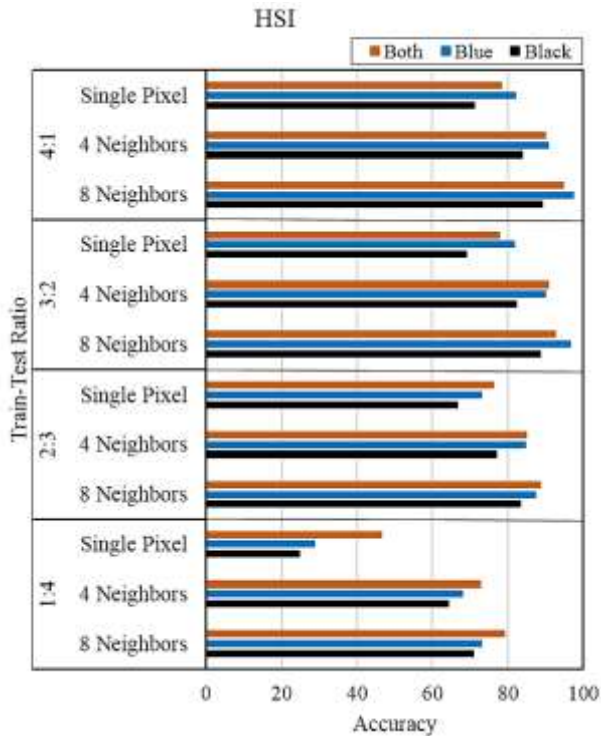 HSI
Both Blue Black
Train-Test Ratio
4:1
Single Pixel
4 Neighbors
8 Neighbors
3:2
Single Pixel
4 Neighbors
8 Neighbors
2:3
Single Pixel
4 Neighbors
8 Neighbors
1:4
Single Pixel
4 Neighbors
8 Neighbors
0 20 40 60 80 100
Accuracy